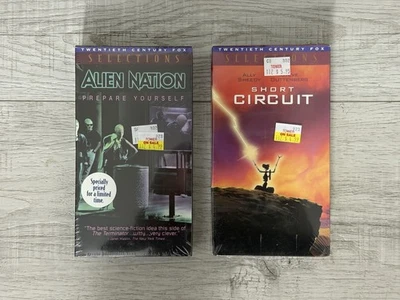 TWENTIETH CENTURY FOX
SELECTIONS
ALIEN NATION
PREPARE YOURSELF
ON SALE
Specially
priced
for a limited
time.
"The best science-fiction idea this side of
The Terminator...witty...very clever."
TWENTIETH CENTURY FOX
SELECTIONS
SHORT
CIRCUIT
ON SALE